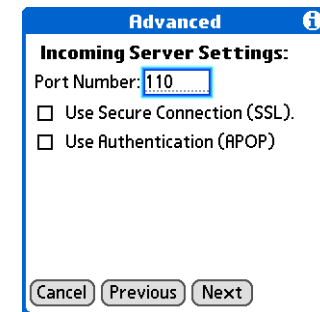 Advanced
Incoming Server Settings:
Port Number: 110
Use Secure Connection (SSL).
Use Authentication (APOP)
Cancel Previous Next